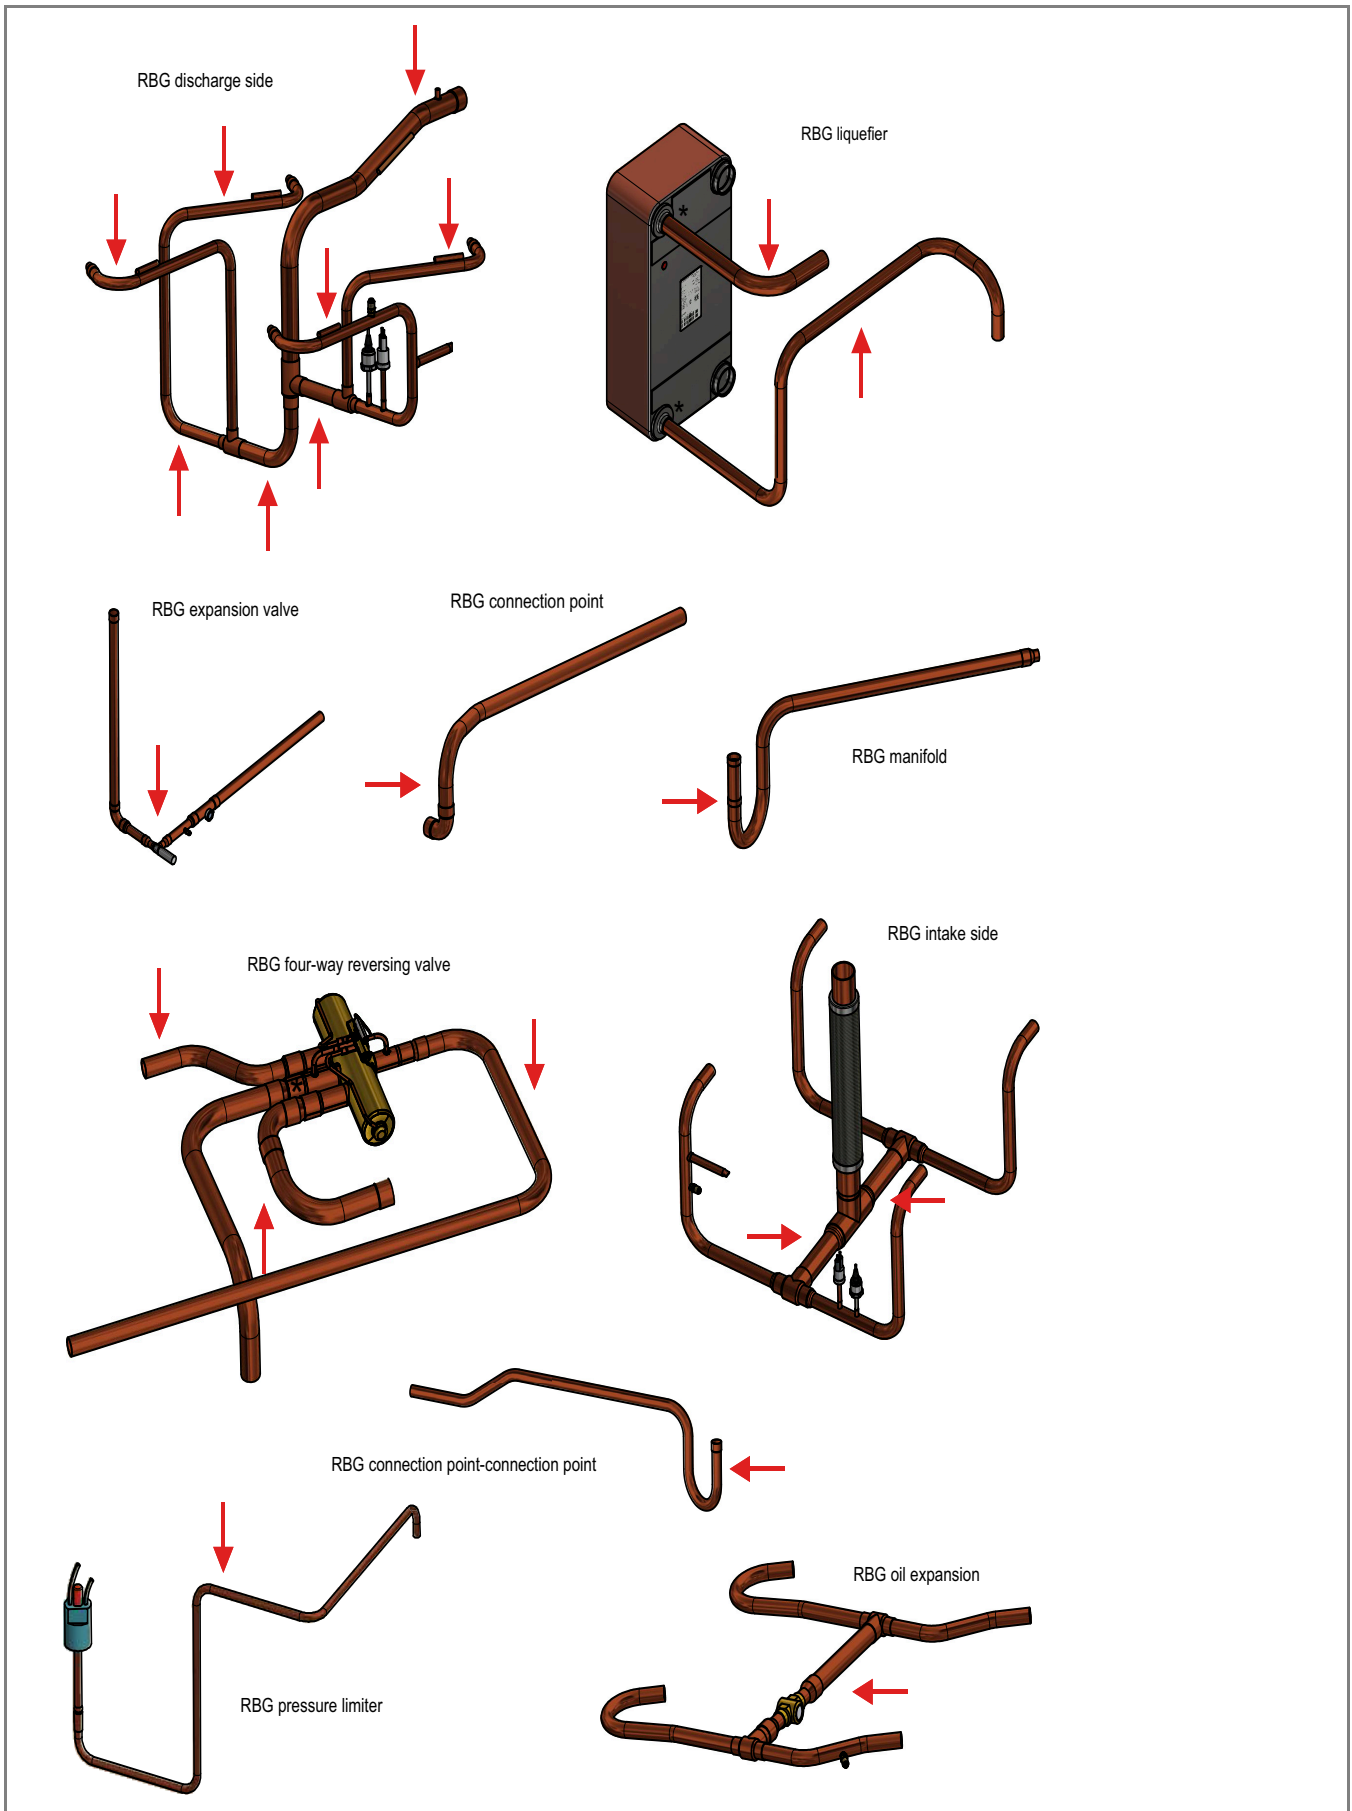 RBG discharge side
RBG liquefier
RBG expansion valve
RBG connection point
RBG manifold
RBG four-way reversing valve
RBG intake side
RBG connection point-connection point
RBG oil expansion
RBG pressure limiter